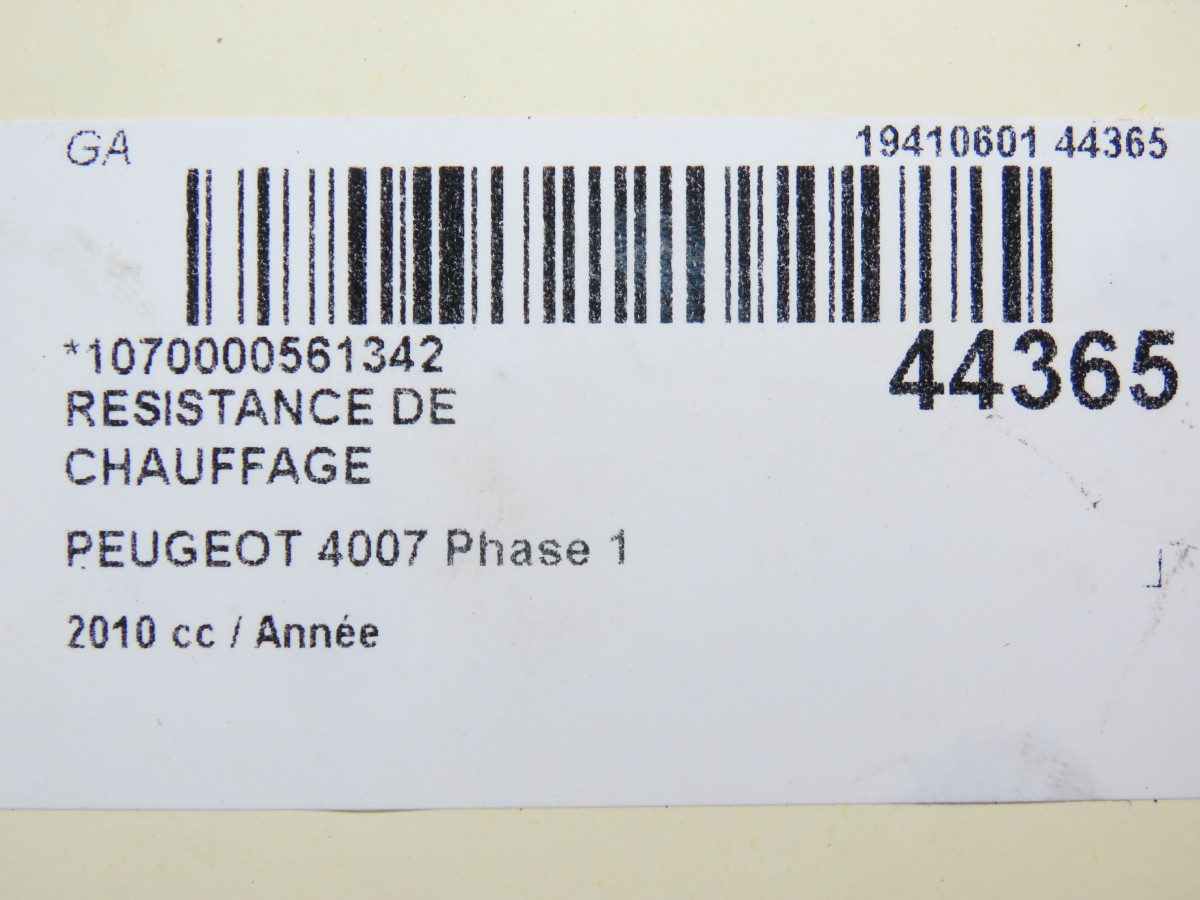 GA
19410601 44365
*1070000561342
44365
RESISTANCE DE
CHAUFFAGE
PEUGEOT 4007 Phase 1
2010 cc / Année